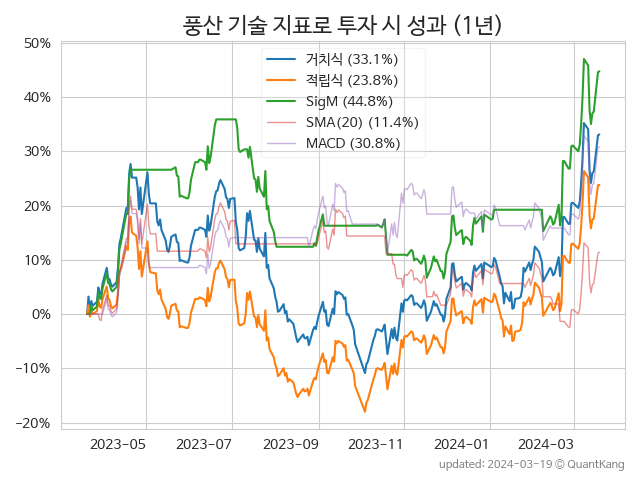 풍산 기술 지표로 투자 시 성과 (1년)
거치식 (33.1%)
적립식 (23.8%)
SigM (44.8%)
SMA(20) (11.4%)
MACD (30.8%)
50%
40%
30%
20%
10%
0%
−10%
−20%
2023-05 2023-07 2023-09 2023-11 2024-01 2024-03
updated: 2024-03-19 ⓒ QuantKang